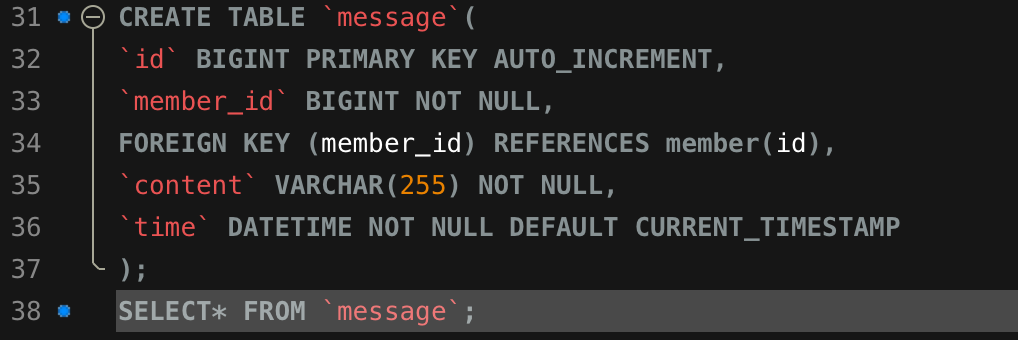 31 CREATE TABLE `message`(
32 `id` BIGINT PRIMARY KEY AUTO_INCREMENT,
33 `member_id` BIGINT NOT NULL,
34 FOREIGN KEY (member_id) REFERENCES member(id),
35 `content` VARCHAR(255) NOT NULL,
36 `time` DATETIME NOT NULL DEFAULT CURRENT_TIMESTAMP
37 );
38 SELECT* FROM `message`;